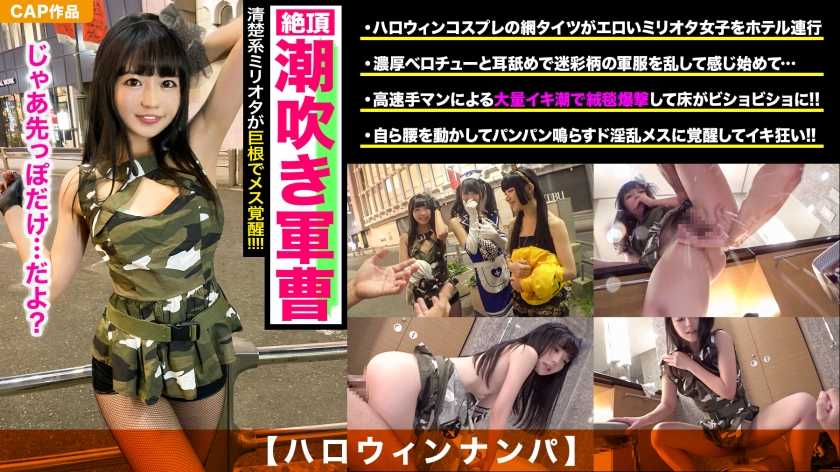 CAP作品
じゃあ先っぽだけ…だよ?
清楚系ミリオタが巨根でメス覚醒!!!!
絶頂
潮吹き軍曹
・ハロウィンコスプレの網タイツがエロいミリオタ女子をホテル連行
・濃厚ベロチューと耳舐めで迷彩柄の軍服を乱して感じ始めて…
・高速手マンによる大量イキ潮で絨毯爆撃して床がビショビショに!!
・自ら腰を動かしてパンパン鳴らすド淫乱メスに覚醒してイキ狂い!!
【ハロウィンナンパ】